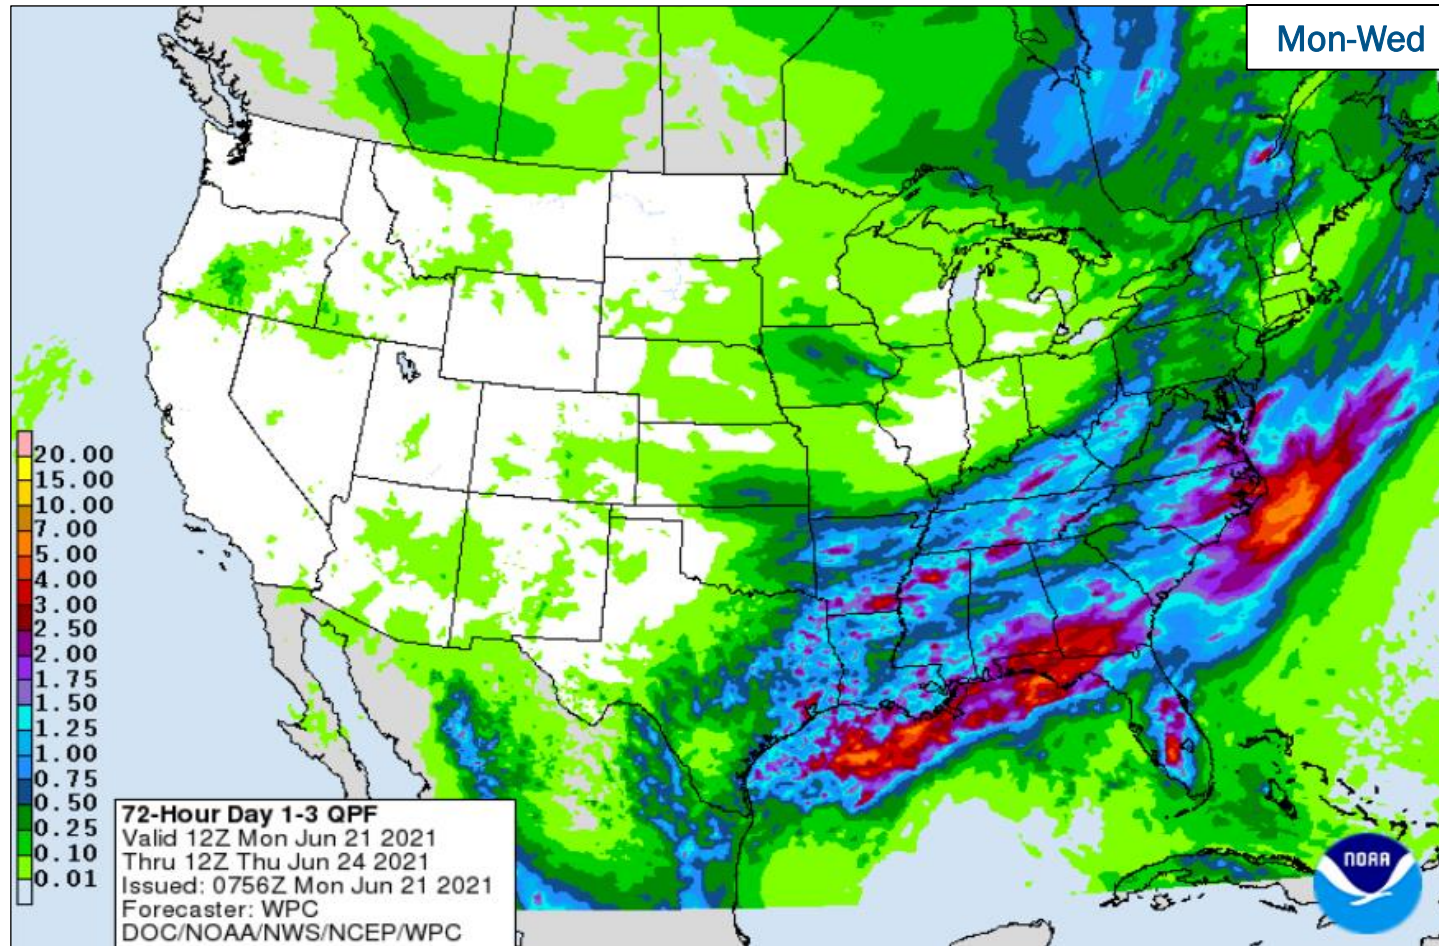 Mon-Wed
20.00
15.00
10.00
7.00
5.00
4.00
3.00
2.50
2.00
1.75
1.50
1.25
1.00
0.75
0.50
0.25
0.10
0.01
72-Hour Day 1-3 QPF
Valid 12Z Mon Jun 21 2021
Thru 12Z Thu Jun 24 2021
Issued: 0756Z Mon Jun 21 2021
Forecaster: WPC
DOC/NOAA/NWS/NCEP/WPC
NOAA